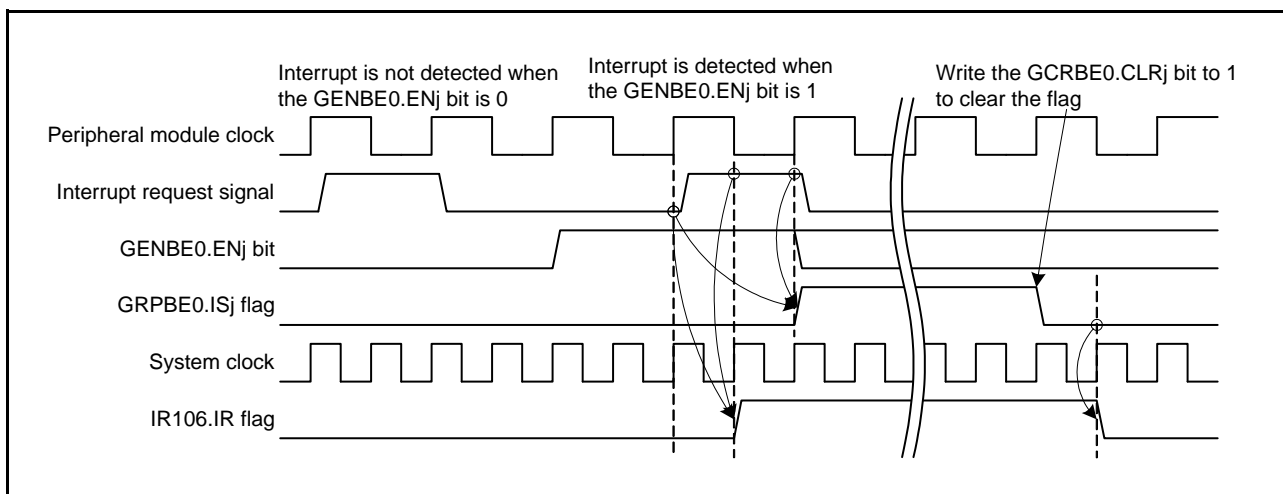 Interrupt is not detected when
the GENBE0.ENj bit is 0
Interrupt is detected when
the GENBE0.ENj bit is 1
Write the GCRBE0.CLRj bit to 1
to clear the flag
Peripheral module clock
Interrupt request signal
GENBE0.ENj bit
GRPBE0.ISj flag
System clock
IR106.IR flag